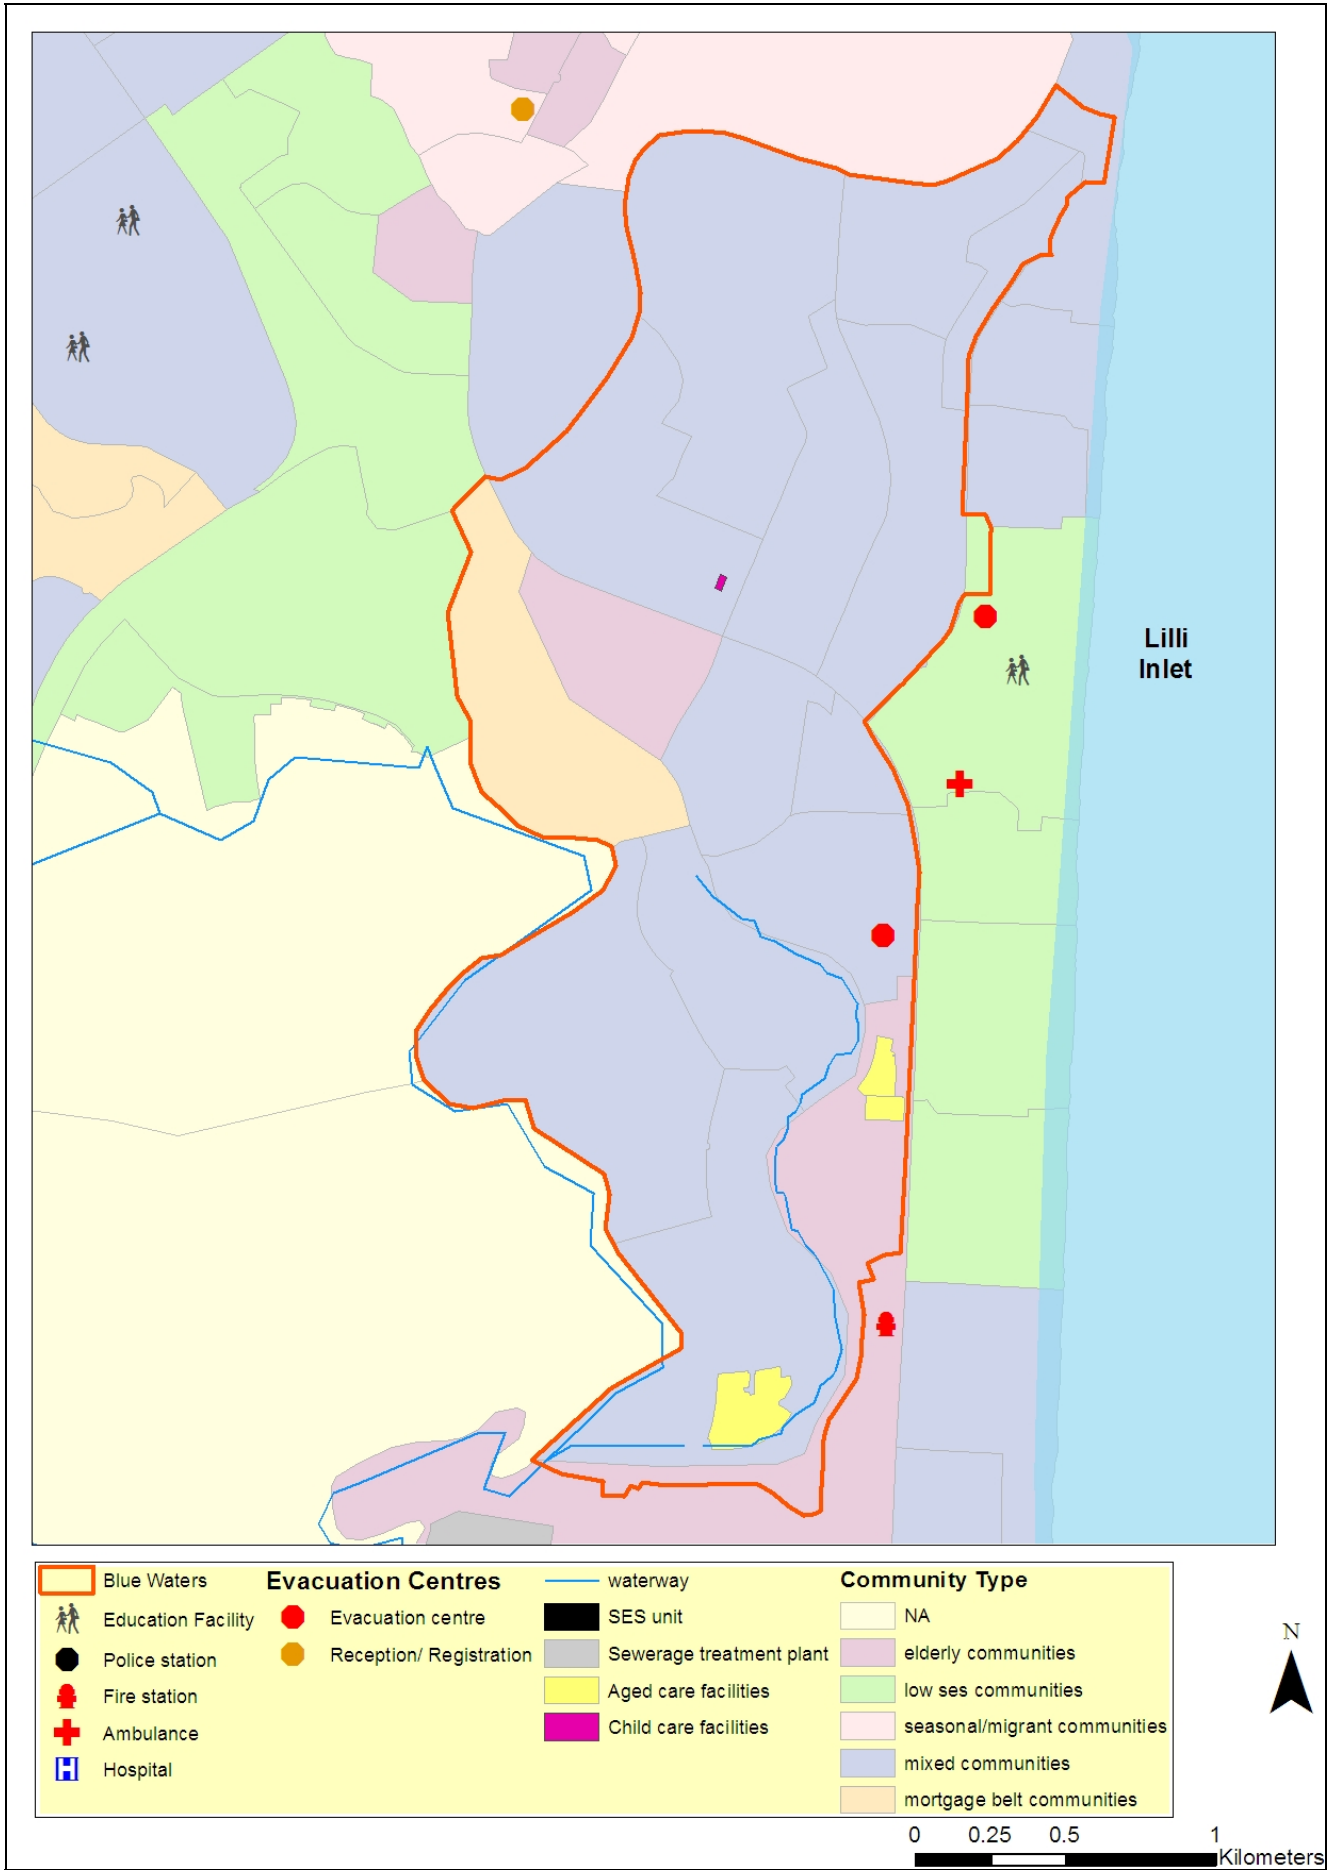 Lilli
Inlet
Blue Waters
Education Facility
Police station
Fire station
Ambulance
Hospital
Evacuation Centres
Evacuation centre
Reception/ Registration
waterway
SES unit
Sewerage treatment plant
Aged care facilities
Child care facilities
Community Type
NA
elderly communities
low ses communities
seasonal/migrant communities
mixed communities
mortgage belt communities
N
0 0.25 0.5 1
Kilometers